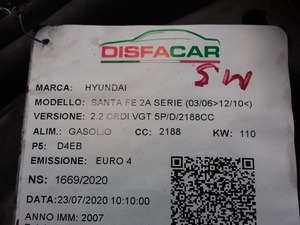 DISFACAR
SW
MARCA: HYUNDAI
MODELLO: SANTA FE 2A SERIE (03/06>12/10<)
VERSIONE: 2.2 CRDI VGT 5P/D/2188CC
ALIM.: GASOLIO CC: 2188 KW: 110
P5: D4EB
EMISSIONE: EURO 4
NS: 1669/2020
DATA:23/07/2020 10:10:00
ANNO IMM: 2007